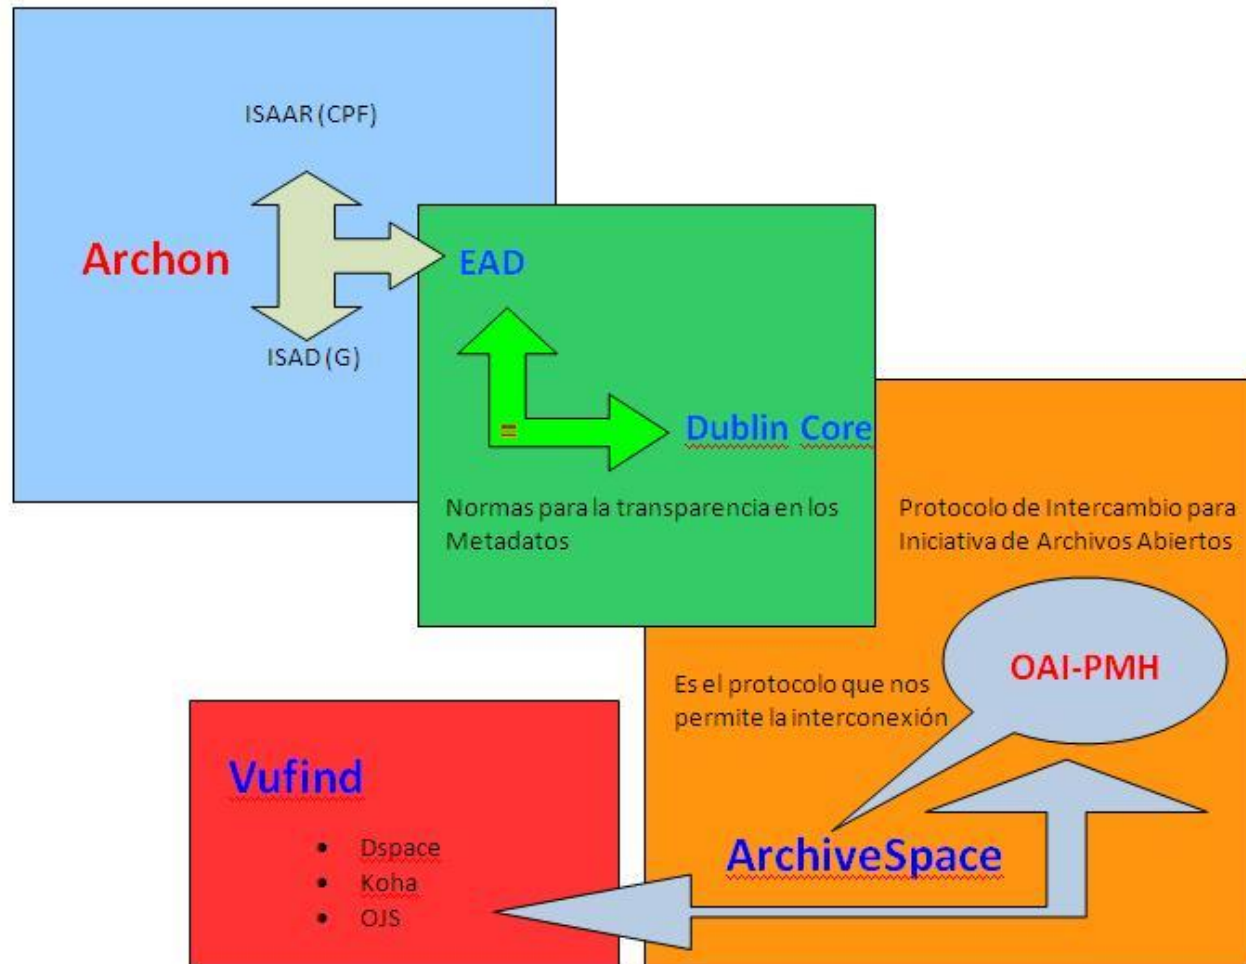 ISAAR (CPF)
Archon
ISAD (G)
EAD
Dublin Core
Normas para la transparencia en los
Metadatos
Protocolo de Intercambio para
Iniciativa de Archivos Abiertos
OAI-PMH
Es el protocolo que nos
permite la interconexión
ArchiveSpace
Vufind
Dspace
Koha
OJS